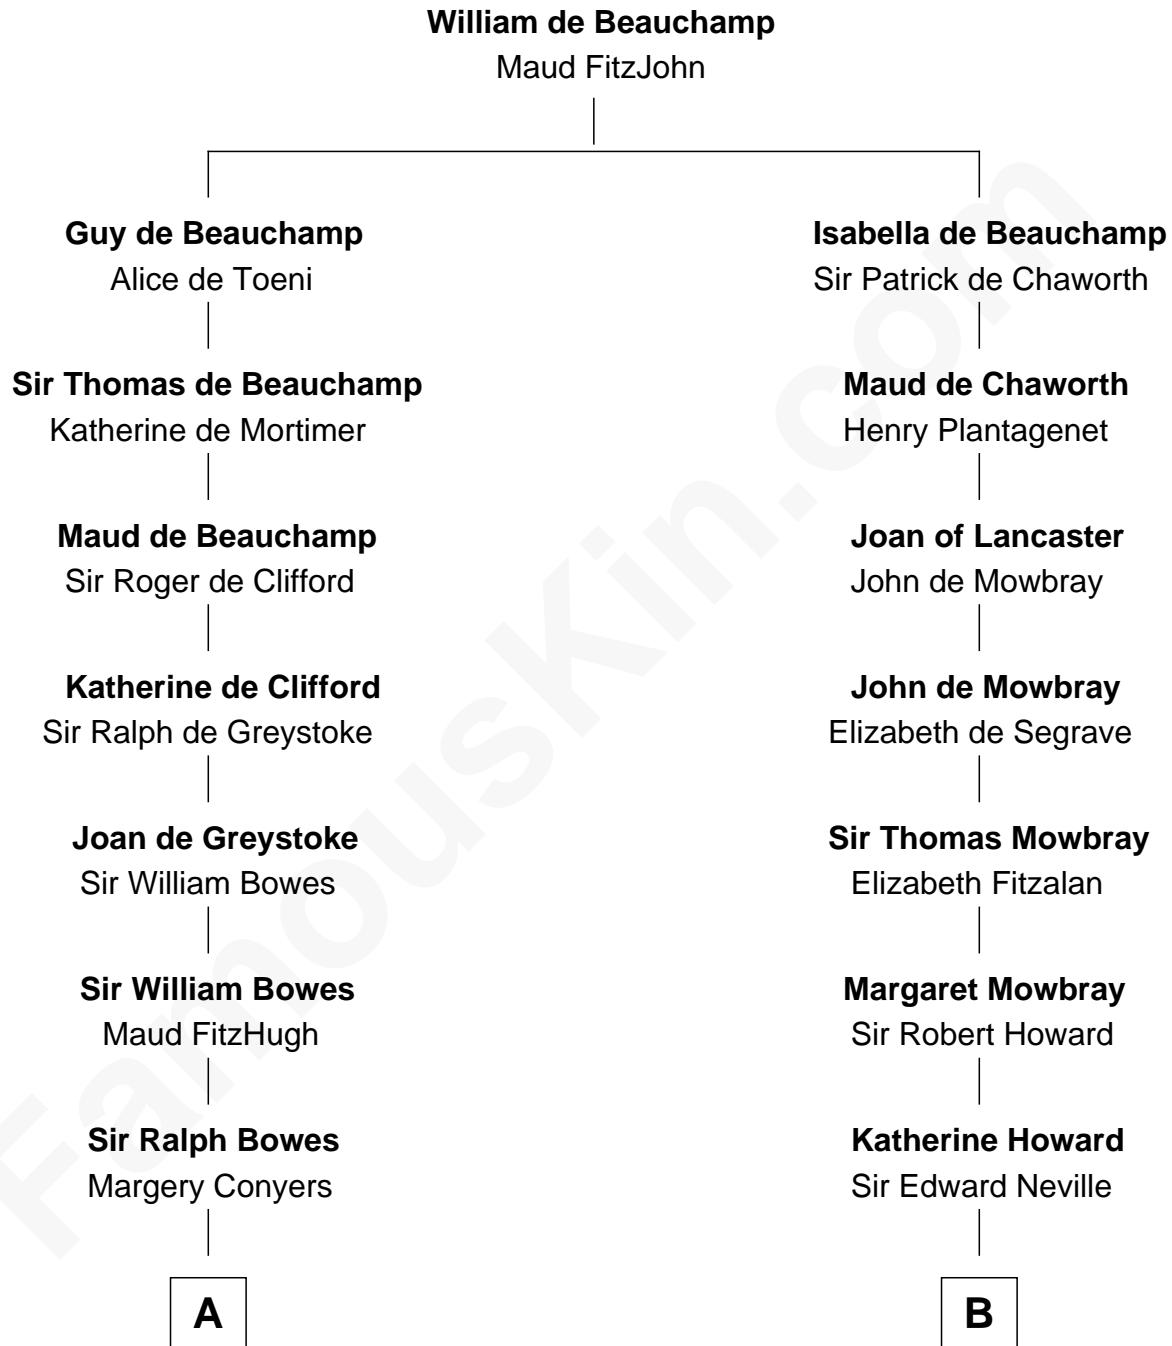 William de Beauchamp
Maud FitzJohn
Guy de Beauchamp
Alice de Toeni
Sir Thomas de Beauchamp
Katherine de Mortimer
Maud de Beauchamp
Sir Roger de Clifford
Katherine de Clifford
Sir Ralph de Greystoke
Joan de Greystoke
Sir William Bowes
Sir William Bowes
Maud FitzHugh
Sir Ralph Bowes
Margery Conyers
A
Isabella de Beauchamp
Sir Patrick de Chaworth
Maud de Chaworth
Henry Plantagenet
Joan of Lancaster
John de Mowbray
John de Mowbray
Elizabeth de Segrave
Sir Thomas Mowbray
Elizabeth Fitzalan
Margaret Mowbray
Sir Robert Howard
Katherine Howard
Sir Edward Neville
B
FamousKin.com